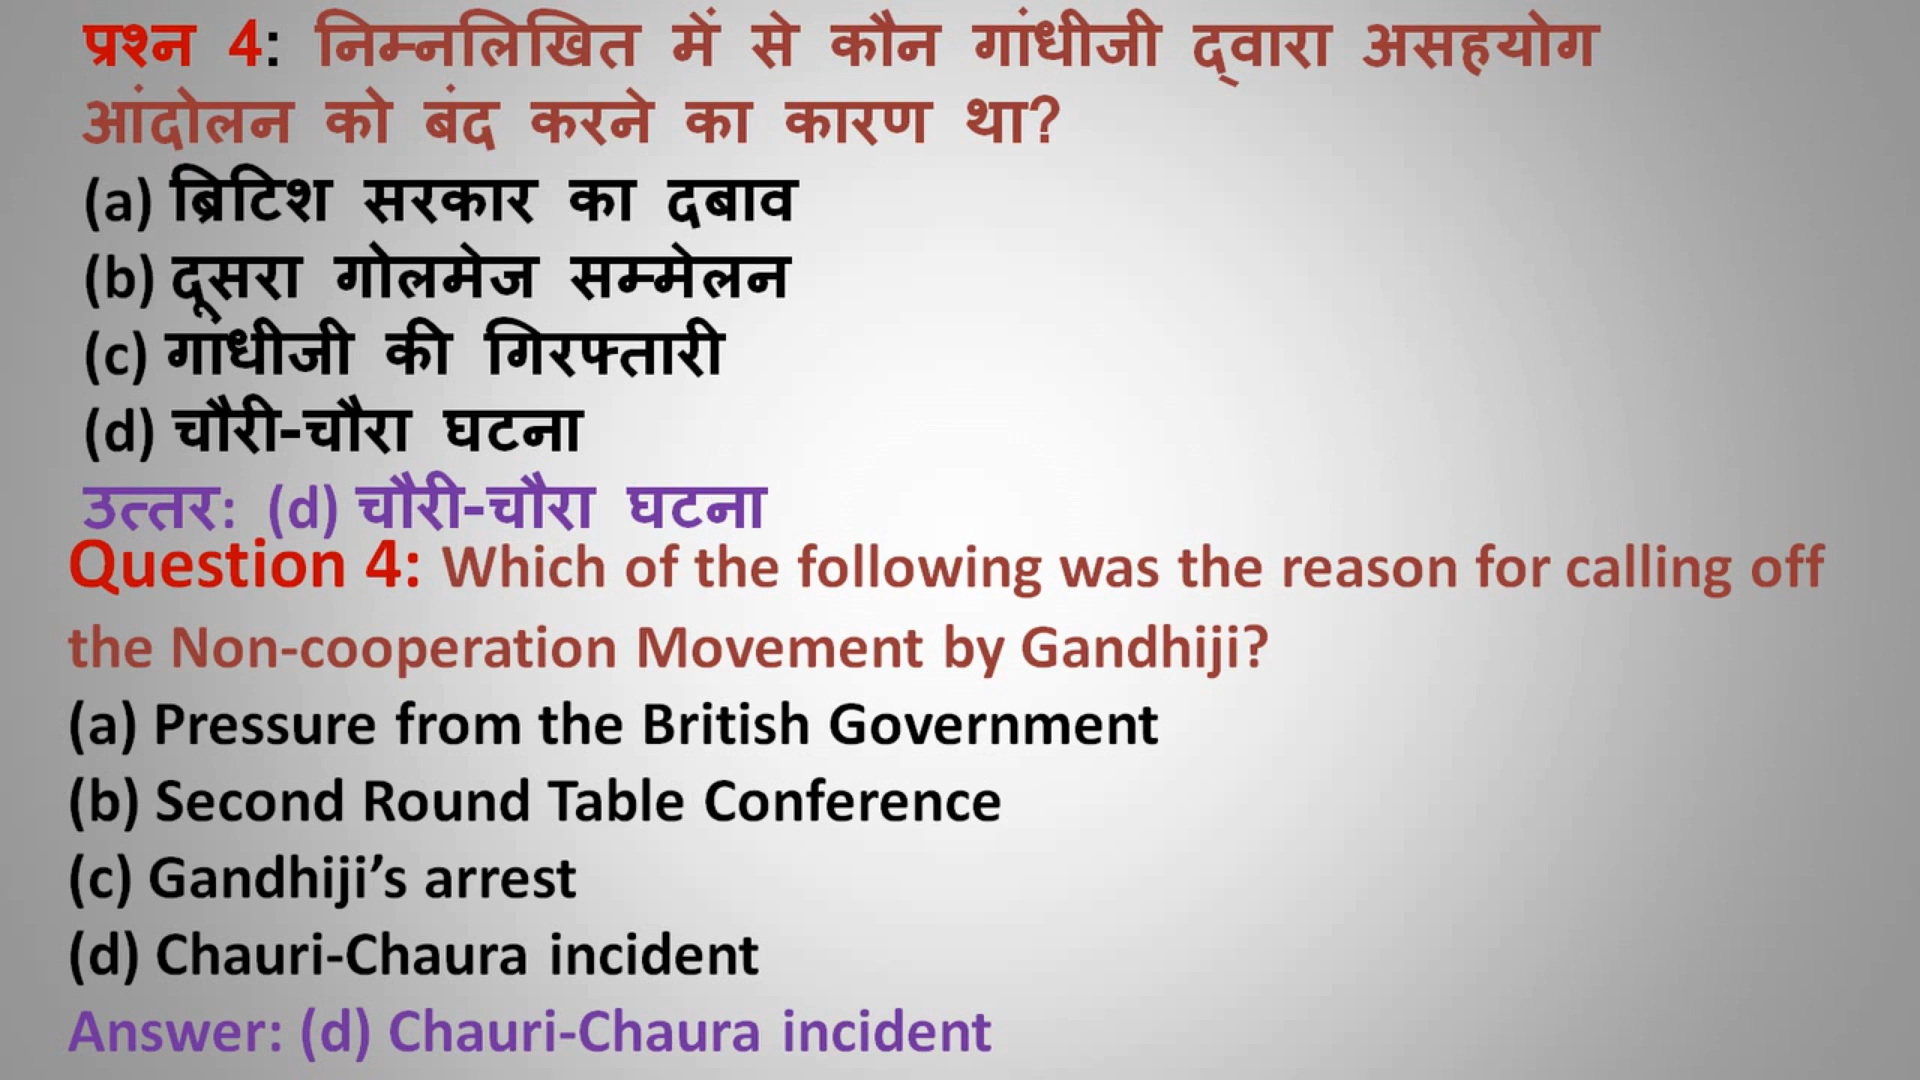 प्रश्न 4: निम्नलिखित में से कौन गांधीजी द्वारा असहयोग
आंदोलन को बंद करने का कारण था?
(a) ब्रिटिश सरकार का दबाव
(b) दूसरा गोलमेज सम्मेलन
(c) गांधीजी की गिरफ्तारी
(d) चौरी-चौरा घटना
उत्तर: (d) चौरी-चौरा घटना
Question 4: Which of the following was the reason for calling off
the Non-cooperation Movement by Gandhiji?
(a) Pressure from the British Government
(b) Second Round Table Conference
(c) Gandhiji’s arrest
(d) Chauri-Chaura incident
Answer: (d) Chauri-Chaura incident